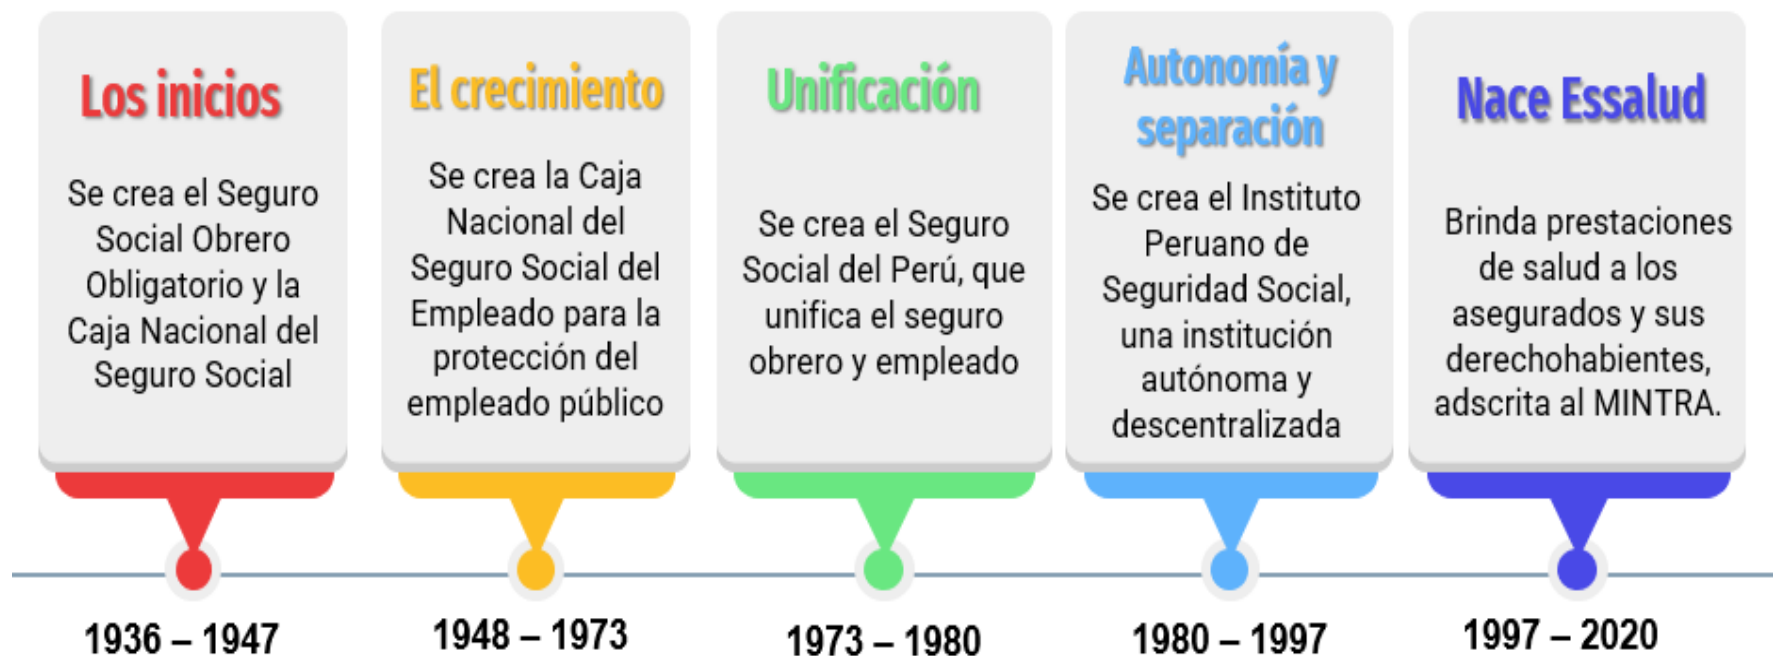 Los inicios
Se crea el Seguro
Social Obrero
Obligatorio y la
Caja Nacional del
Seguro Social
1936 – 1947
El crecimiento
Se crea la Caja
Nacional del
Seguro Social del
Empleado para la
protección del
empleado público
1948 – 1973
Unificación
Se crea el Seguro
Social del Perú, que
unifica el seguro
obrero y empleado
1973 – 1980
Autonomía y
separación
Se crea el Instituto
Peruano de
Seguridad Social,
una institución
autónoma y
descentralizada
1980 – 1997
Nace Essalud
Brinda prestaciones
de salud a los
asegurados y sus
derechohabientes,
adscrita al MINTRA.
1997 – 2020